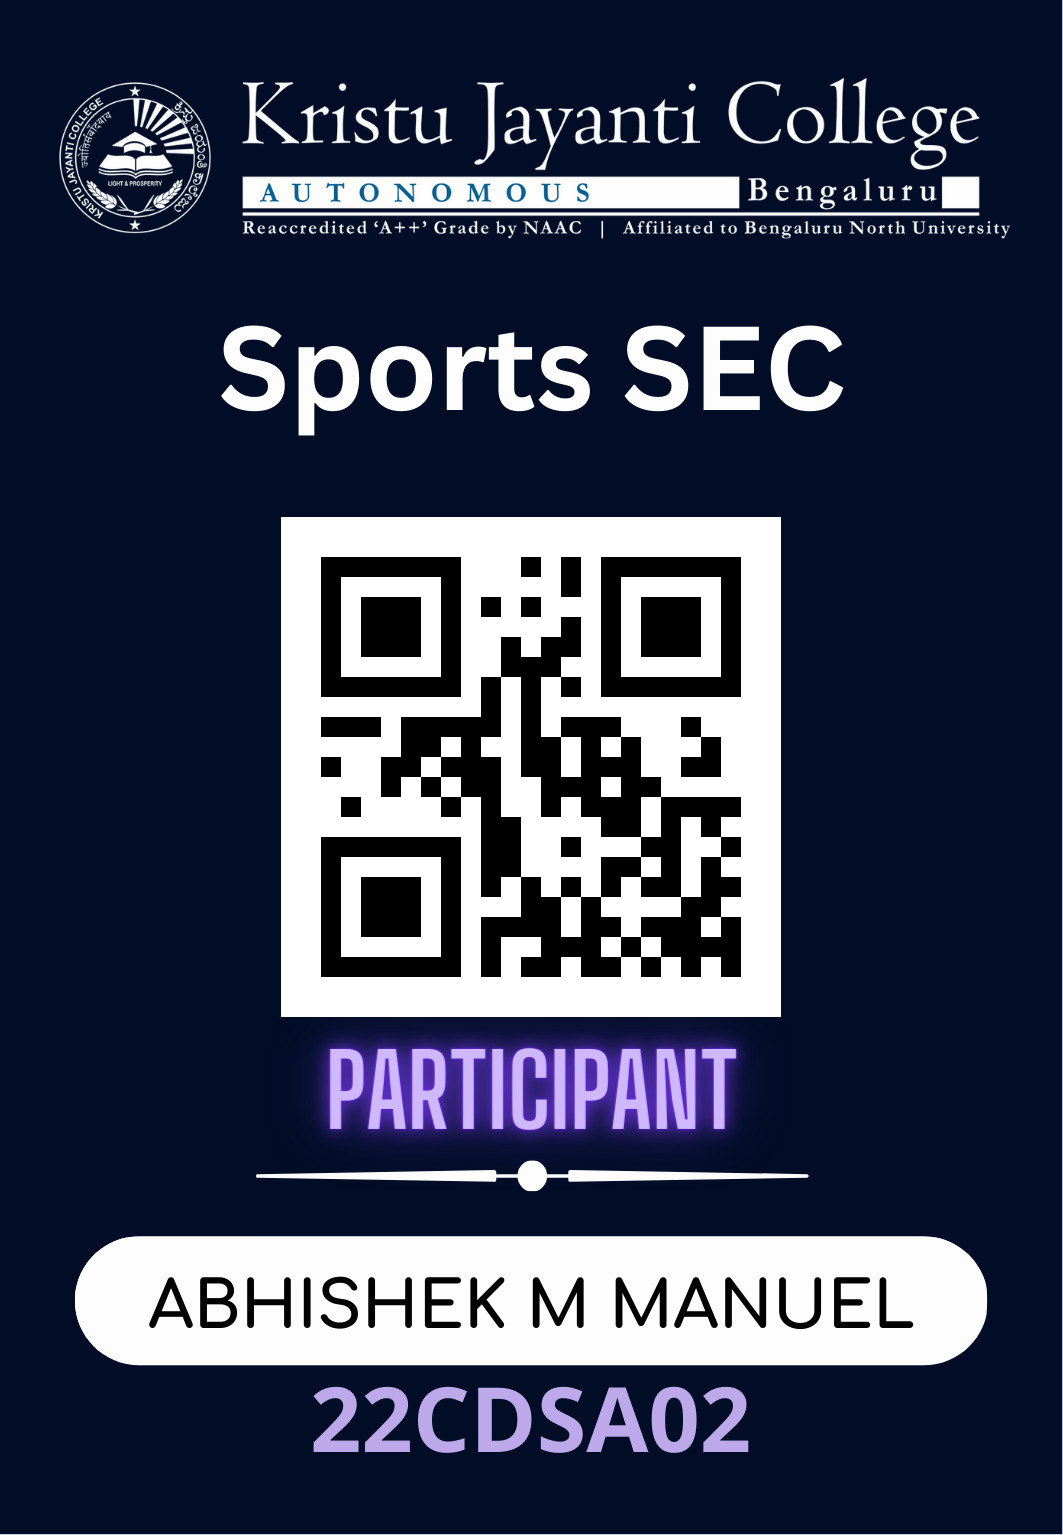 KRISTU JAYANTI COLLEGE
ಕ್ರಿಸ್ತು ಜಯಂತಿ ಕಾಲೇಜು
LIGHT & PROSPERITY
Kristu Jayanti College
AUTONOMOUS Bengaluru
Reaccredited ‘A++’ Grade by NAAC | Affiliated to Bengaluru North University
Sports SEC
PARTICIPANT
ABHISHEK M MANUEL
22CDSA02